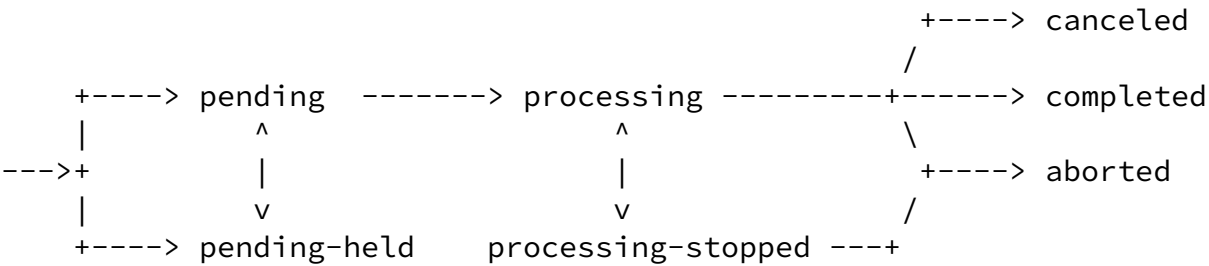 +----> canceled
/
+----> pending -------> processing ---------+------> completed
| ^ ^ \
--->+ | | +----> aborted
| v v /
+----> pending-held processing-stopped ---+